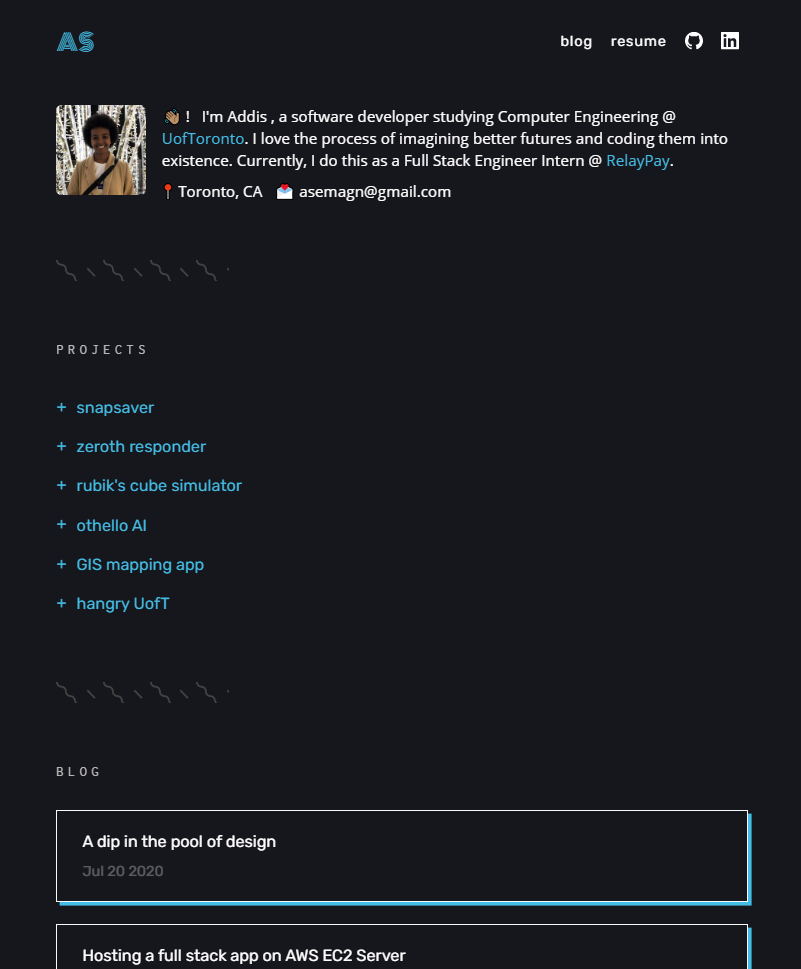 AS
blog resume
👋🏽 ! I'm Addis , a software developer studying Computer Engineering @
UofToronto. I love the process of imagining better futures and coding them into
existence. Currently, I do this as a Full Stack Engineer Intern @ RelayPay.
📍Toronto, CA 💌 asemagn@gmail.com
PROJECTS
+ snapsaver
+ zeroth responder
+ rubik's cube simulator
+ othello AI
+ GIS mapping app
+ hangry UofT
BLOG
A dip in the pool of design
Jul 20 2020
Hosting a full stack app on AWS EC2 Server